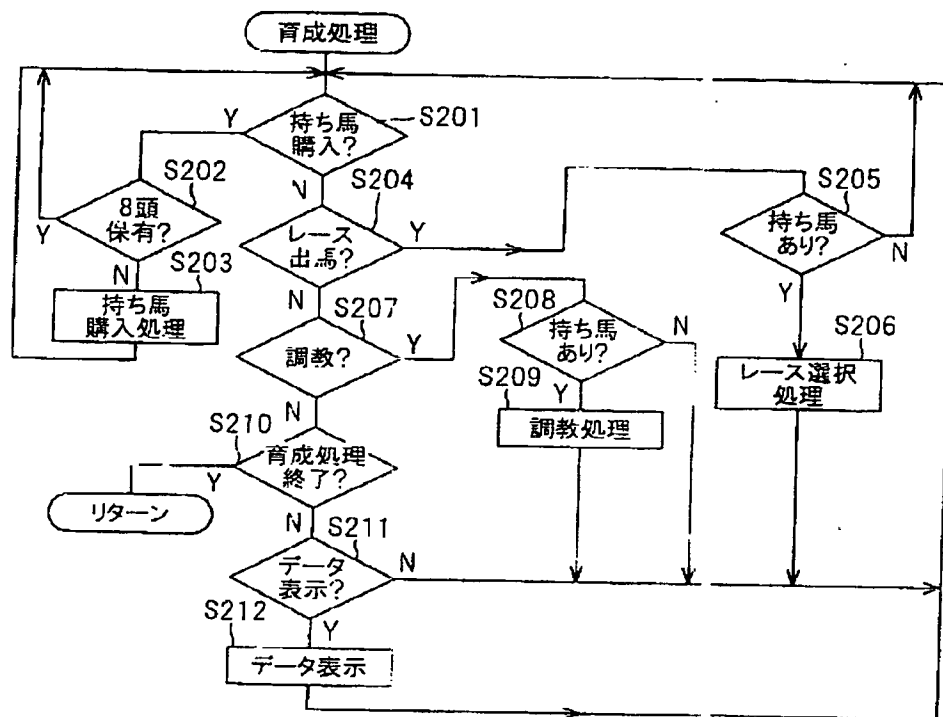 育成処理
Y
持ち馬
購入?
S201
S202
8頭
保有?
Y
N
S203
持ち馬
購入処理
N
S204
レース
出馬?
Y
S205
持ち馬
あり?
N
Y
S206
レース選択
処理
N
S207
調教?
Y
S208
持ち馬
あり?
N
S209
Y
調教処理
N
S210
育成処理
終了?
Y
リターン
N
S211
データ
表示?
N
S212
Y
データ表示